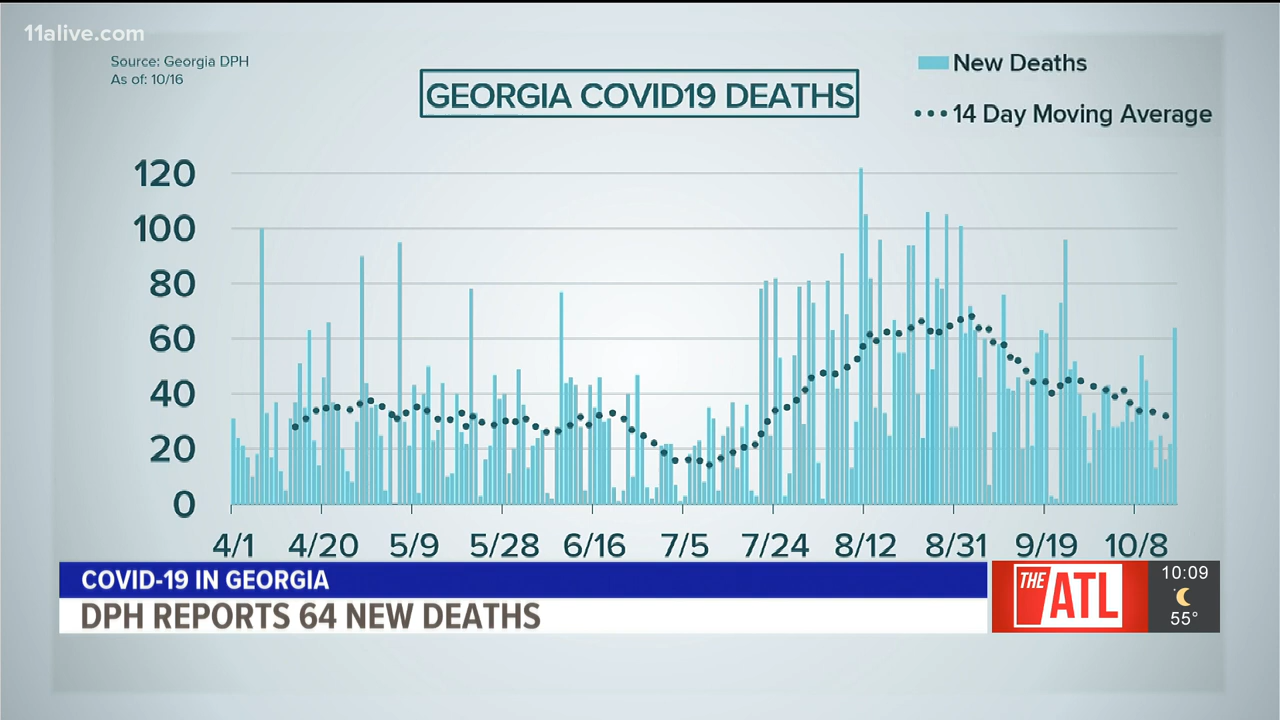 11alive.com
Source: Georgia DPH
As of: 10/16
GEORGIA COVID19 DEATHS
New Deaths
14 Day Moving Average
120
100
80
60
40
20
0
4/1 4/20 5/9 5/28 6/16 7/5 7/24 8/12 8/31 9/19 10/8
COVID-19 IN GEORGIA
DPH REPORTS 64 NEW DEATHS
THE ATL
10:09
55°